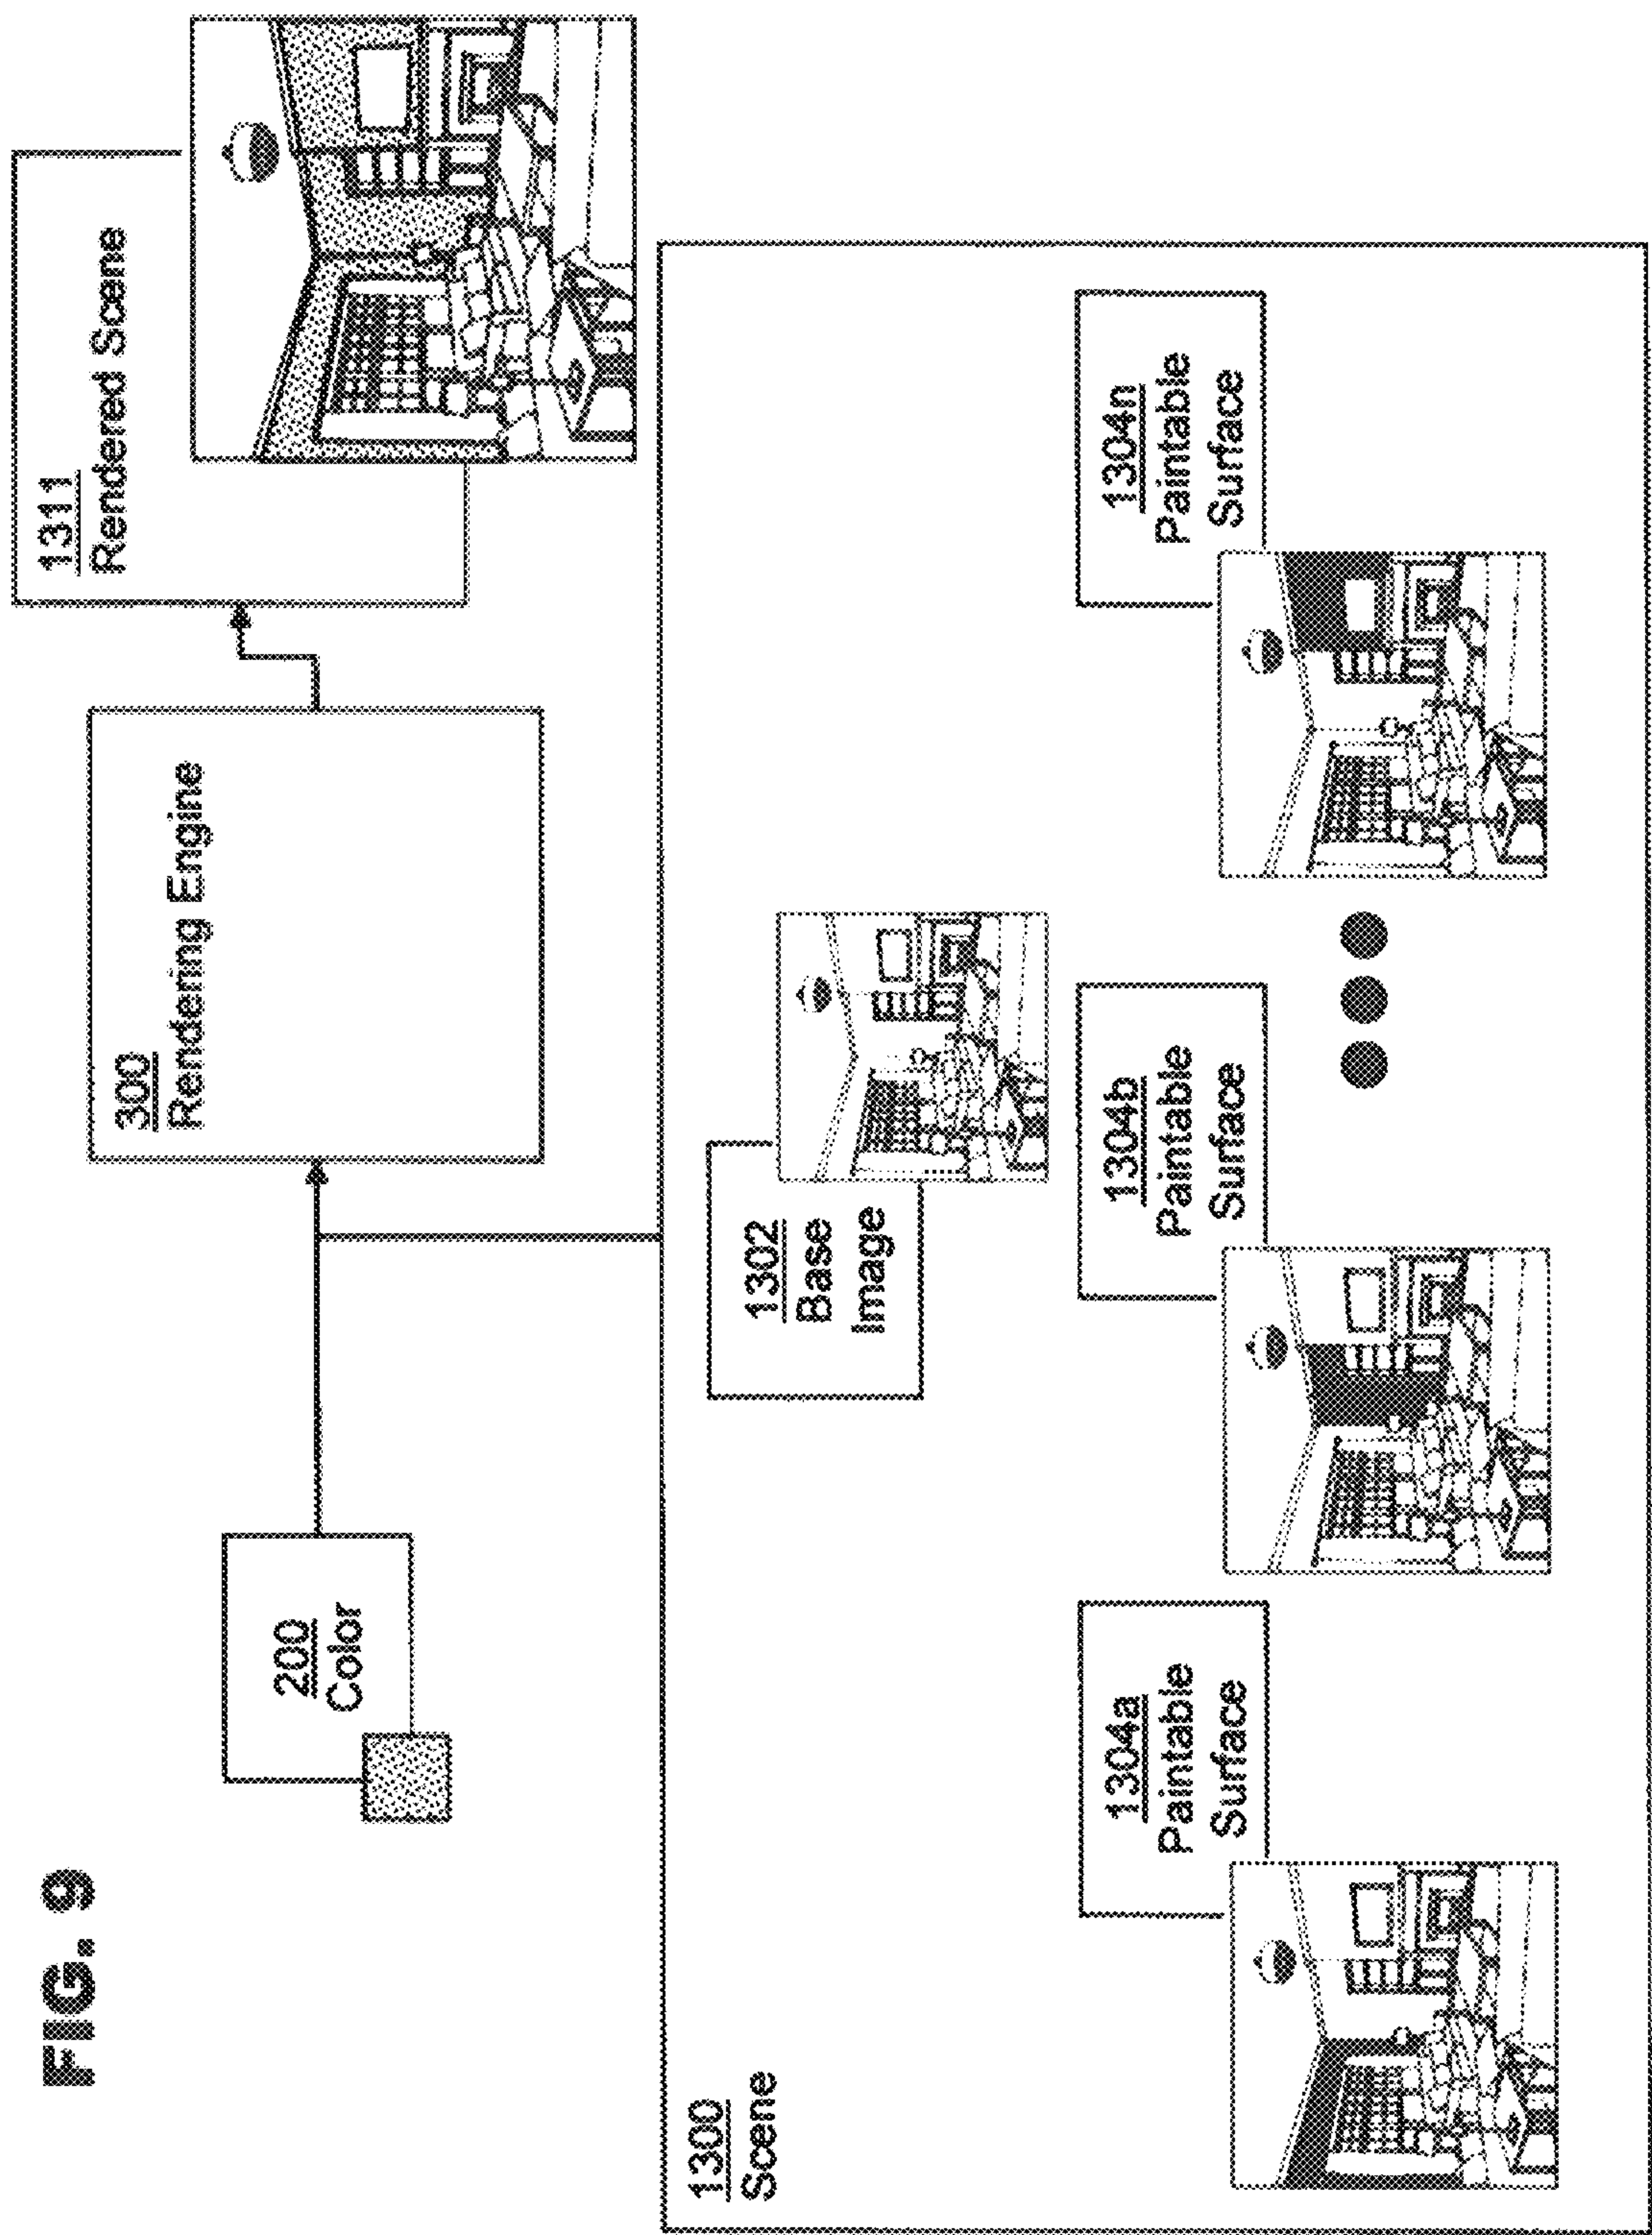 FIG. 9
200
Color
300
Rendering Engine
1311
Rendered Scene
1300
Scene
1302
Base
Image
1304a
Paintable
Surface
1304b
Paintable
Surface
1304n
Paintable
Surface